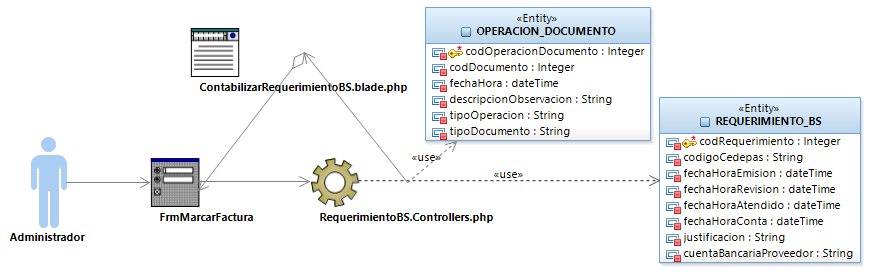 «Entity»
OPERACION_DOCUMENTO
codOperacionDocumento : Integer
codDocumento : Integer
fechaHora : dateTime
descripcionObservacion : String
tipoOperacion : String
tipoDocumento : String
ContabilizarRequerimientoBS.blade.php
«Entity»
REQUERIMIENTO_BS
codRequerimiento : Integer
codigoCedepas : String
fechaHoraEmision : dateTime
fechaHoraRevision : dateTime
fechaHoraAtendido : dateTime
fechaHoraConta : dateTime
justificacion : String
cuentaBancariaProveedor : String
«use»
«use»
Administrador
FrmMarcarFactura
RequerimientoBS.Controllers.php